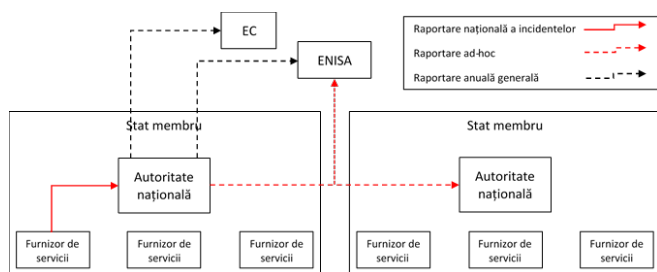 EC
ENISA
Raportare națională a incidentelor
Raportare ad-hoc
Raportare anuală generală
Stat membru
Autoritate
națională
Furnizor de
servicii
Furnizor de
servicii
Furnizor de
servicii
Stat membru
Autoritate
națională
Furnizor de
servicii
Furnizor de
servicii
Furnizor de
servicii